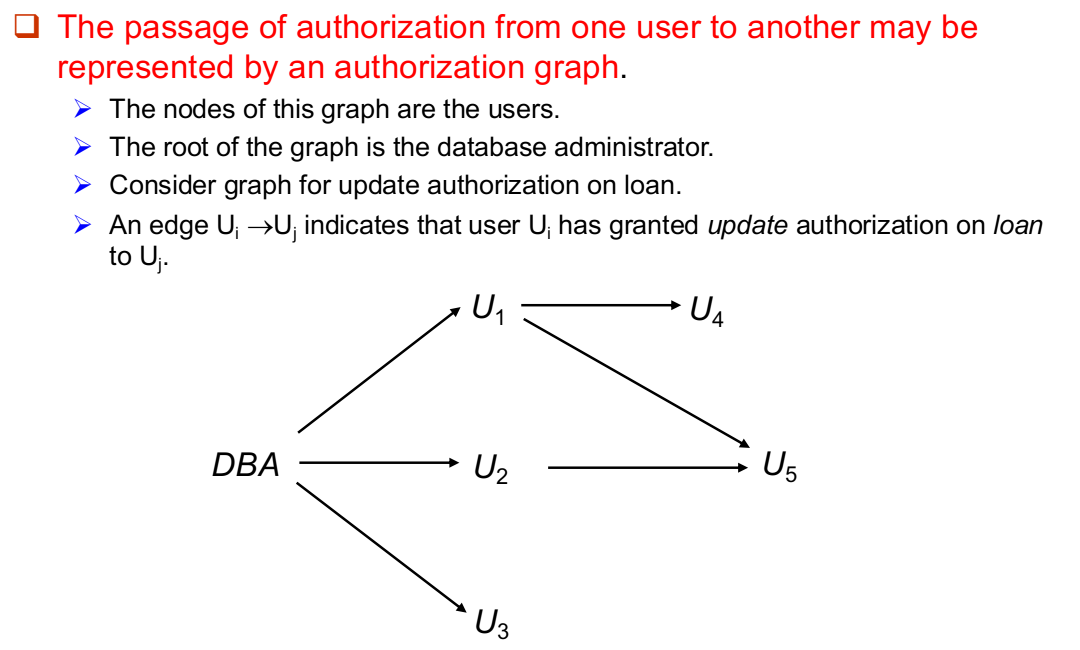 ❑ The passage of authorization from one user to another may be
represented by an authorization graph.
➢ The nodes of this graph are the users.
➢ The root of the graph is the database administrator.
➢ Consider graph for update authorization on loan.
➢ An edge Uᵢ →Uⱼ indicates that user Uᵢ has granted update authorization on loan
to Uⱼ.
U₁ U₄
DBA U₂ U₅
U₃